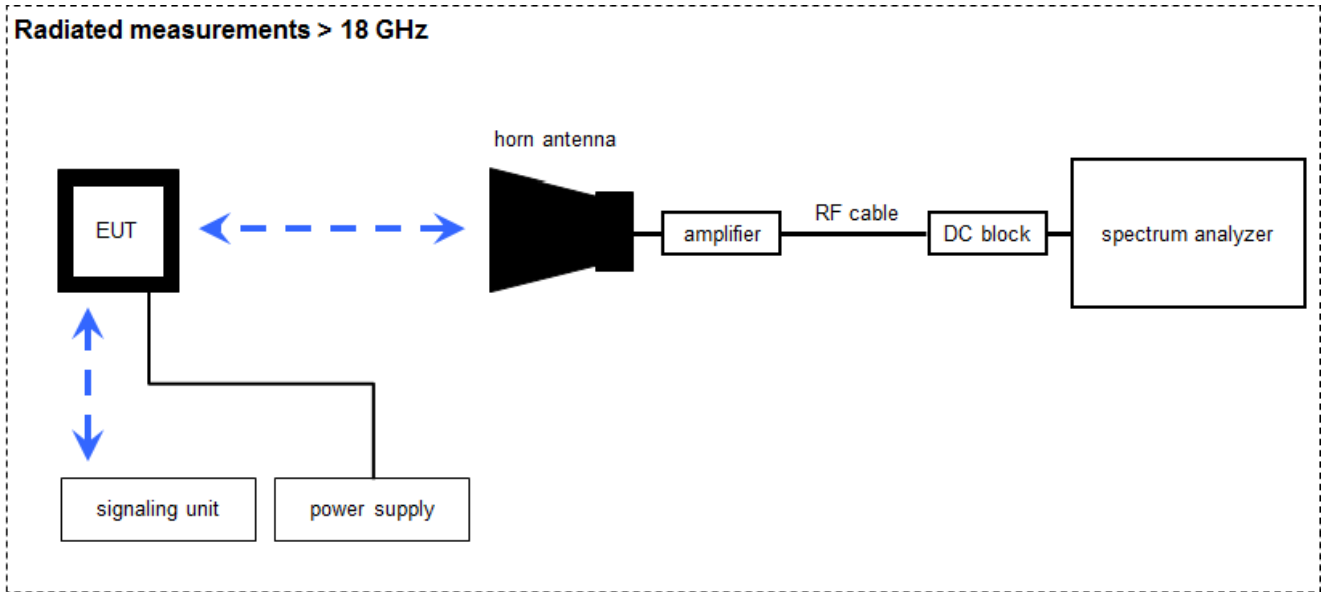 Radiated measurements > 18 GHz
horn antenna
EUT
amplifier
RF cable
DC block
spectrum analyzer
signaling unit
power supply